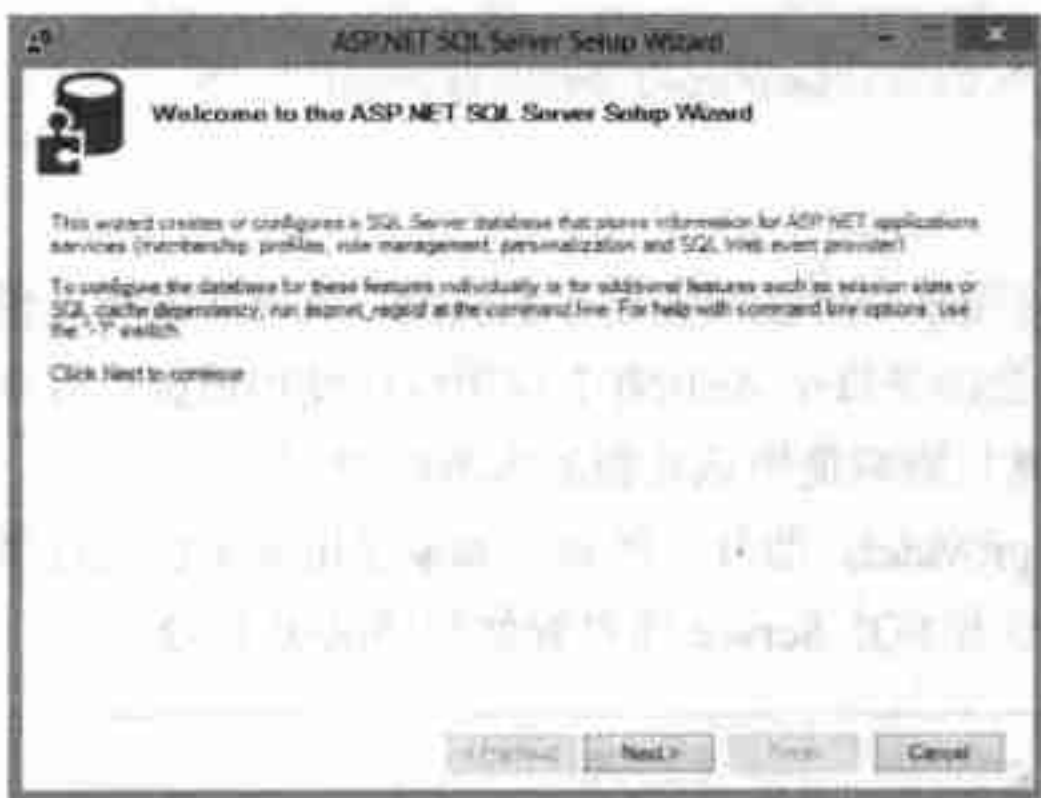 ASP.NET SQL Server Setup Wizard
Welcome to the ASP.NET SQL Server Setup Wizard
This wizard creates or configures a SQL Server database that stores information for ASP.NET applications
services (membership, profiles, role management, personalization and SQL Web event provider).
To configure the database for these features individually or for additional features such as session state or
SQL cache dependency, run aspnet_regsql at the command line. For help with command line options, use
the "-?" switch.
Click Next to continue.
< Previous
Next >
Finish
Cancel